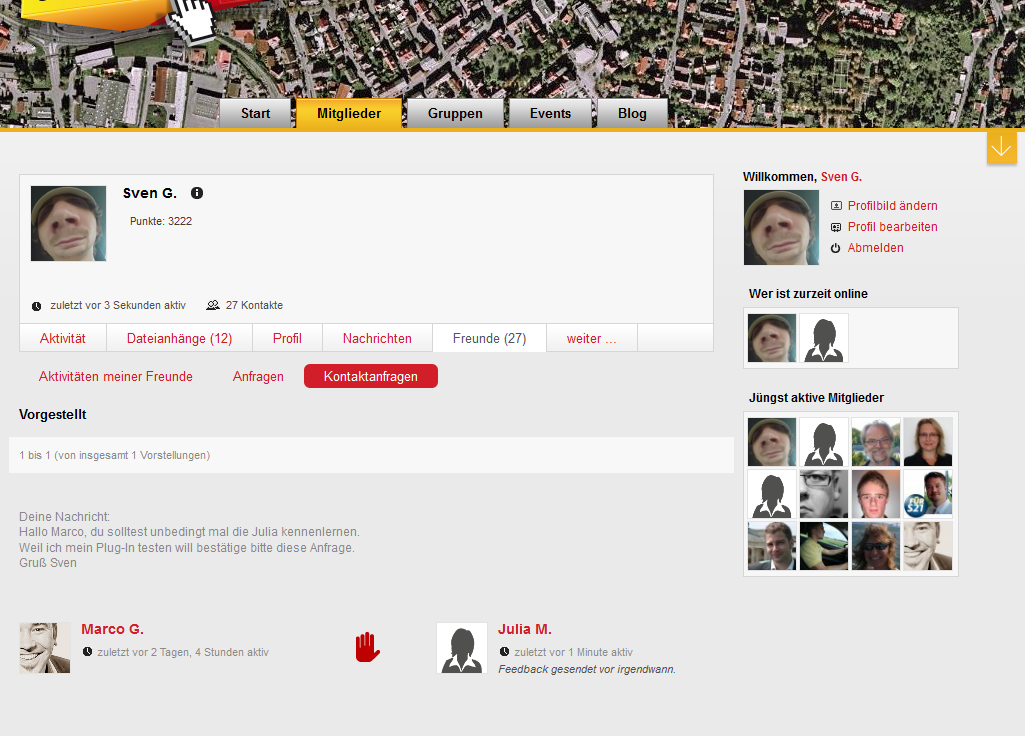 Start
Mitglieder
Gruppen
Events
Blog
Sven G.
Punkte: 3222
zuletzt vor 3 Sekunden aktiv
27 Kontakte
Aktivität
Dateianhänge (12)
Profil
Nachrichten
Freunde (27)
weiter ...
Aktivitäten meiner Freunde
Anfragen
Kontaktanfragen
Vorgestellt
1 bis 1 (von insgesamt 1 Vorstellungen)
Deine Nachricht:
Hallo Marco, du solltest unbedingt mal die Julia kennenlernen.
Weil ich mein Plug-In testen will bestätige bitte diese Anfrage.
Gruß Sven
Marco G.
zuletzt vor 2 Tagen, 4 Stunden aktiv
Julia M.
zuletzt vor 1 Minute aktiv
Feedback gesendet vor irgendwann.
Willkommen, Sven G.
Profilbild ändern
Profil bearbeiten
Abmelden
Wer ist zurzeit online
Jüngst aktive Mitglieder
FÜR
S21